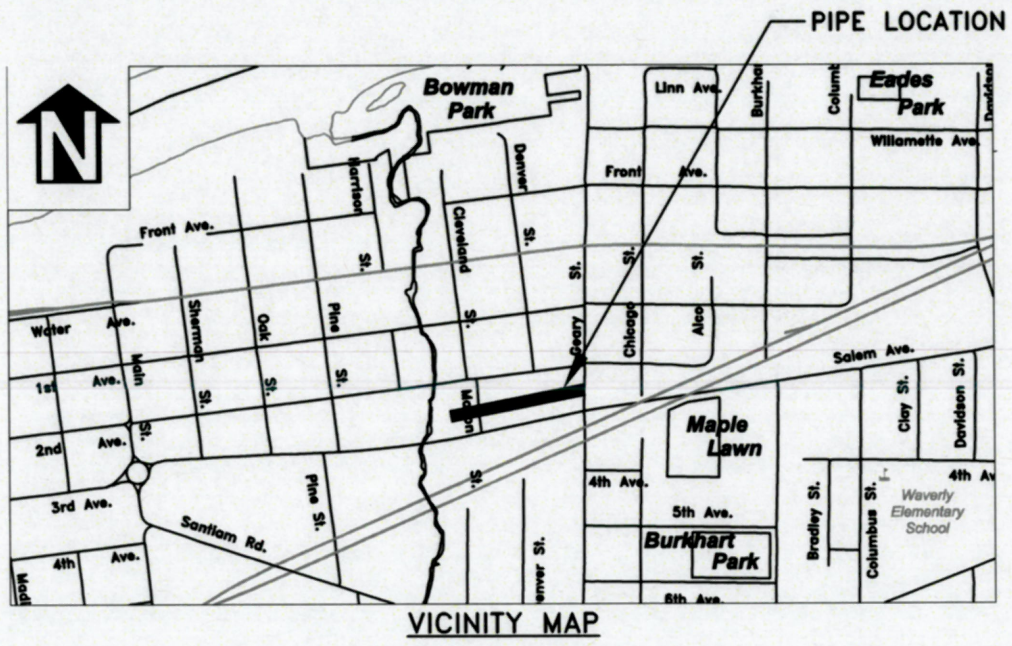 PIPE LOCATION
N
Bowman
Park
Linn Ave.
Burkha
Columb
Eades
Park
Davidson
Willamette Ave.
Harrison
St.
Denver
St.
Front Ave.
Front Ave.
Cleveland
St.
Geary
St.
Chicago
St.
Alco
St.
Water Ave.
Sherman
St.
Oak
St.
Pine
St.
1st Ave.
Main
St.
Salem Ave.
2nd Ave.
Maple
Lawn
Clay St.
Davidson St.
3rd Ave.
Pine St.
St.
4th Ave.
4th Av
Waverly
Elementary
School
Santiam Rd.
5th Ave.
Bradley St.
Columbus St.
Burkhart
Park
4th Ave.
enver St.
Madi
6th Ave.
VICINITY MAP